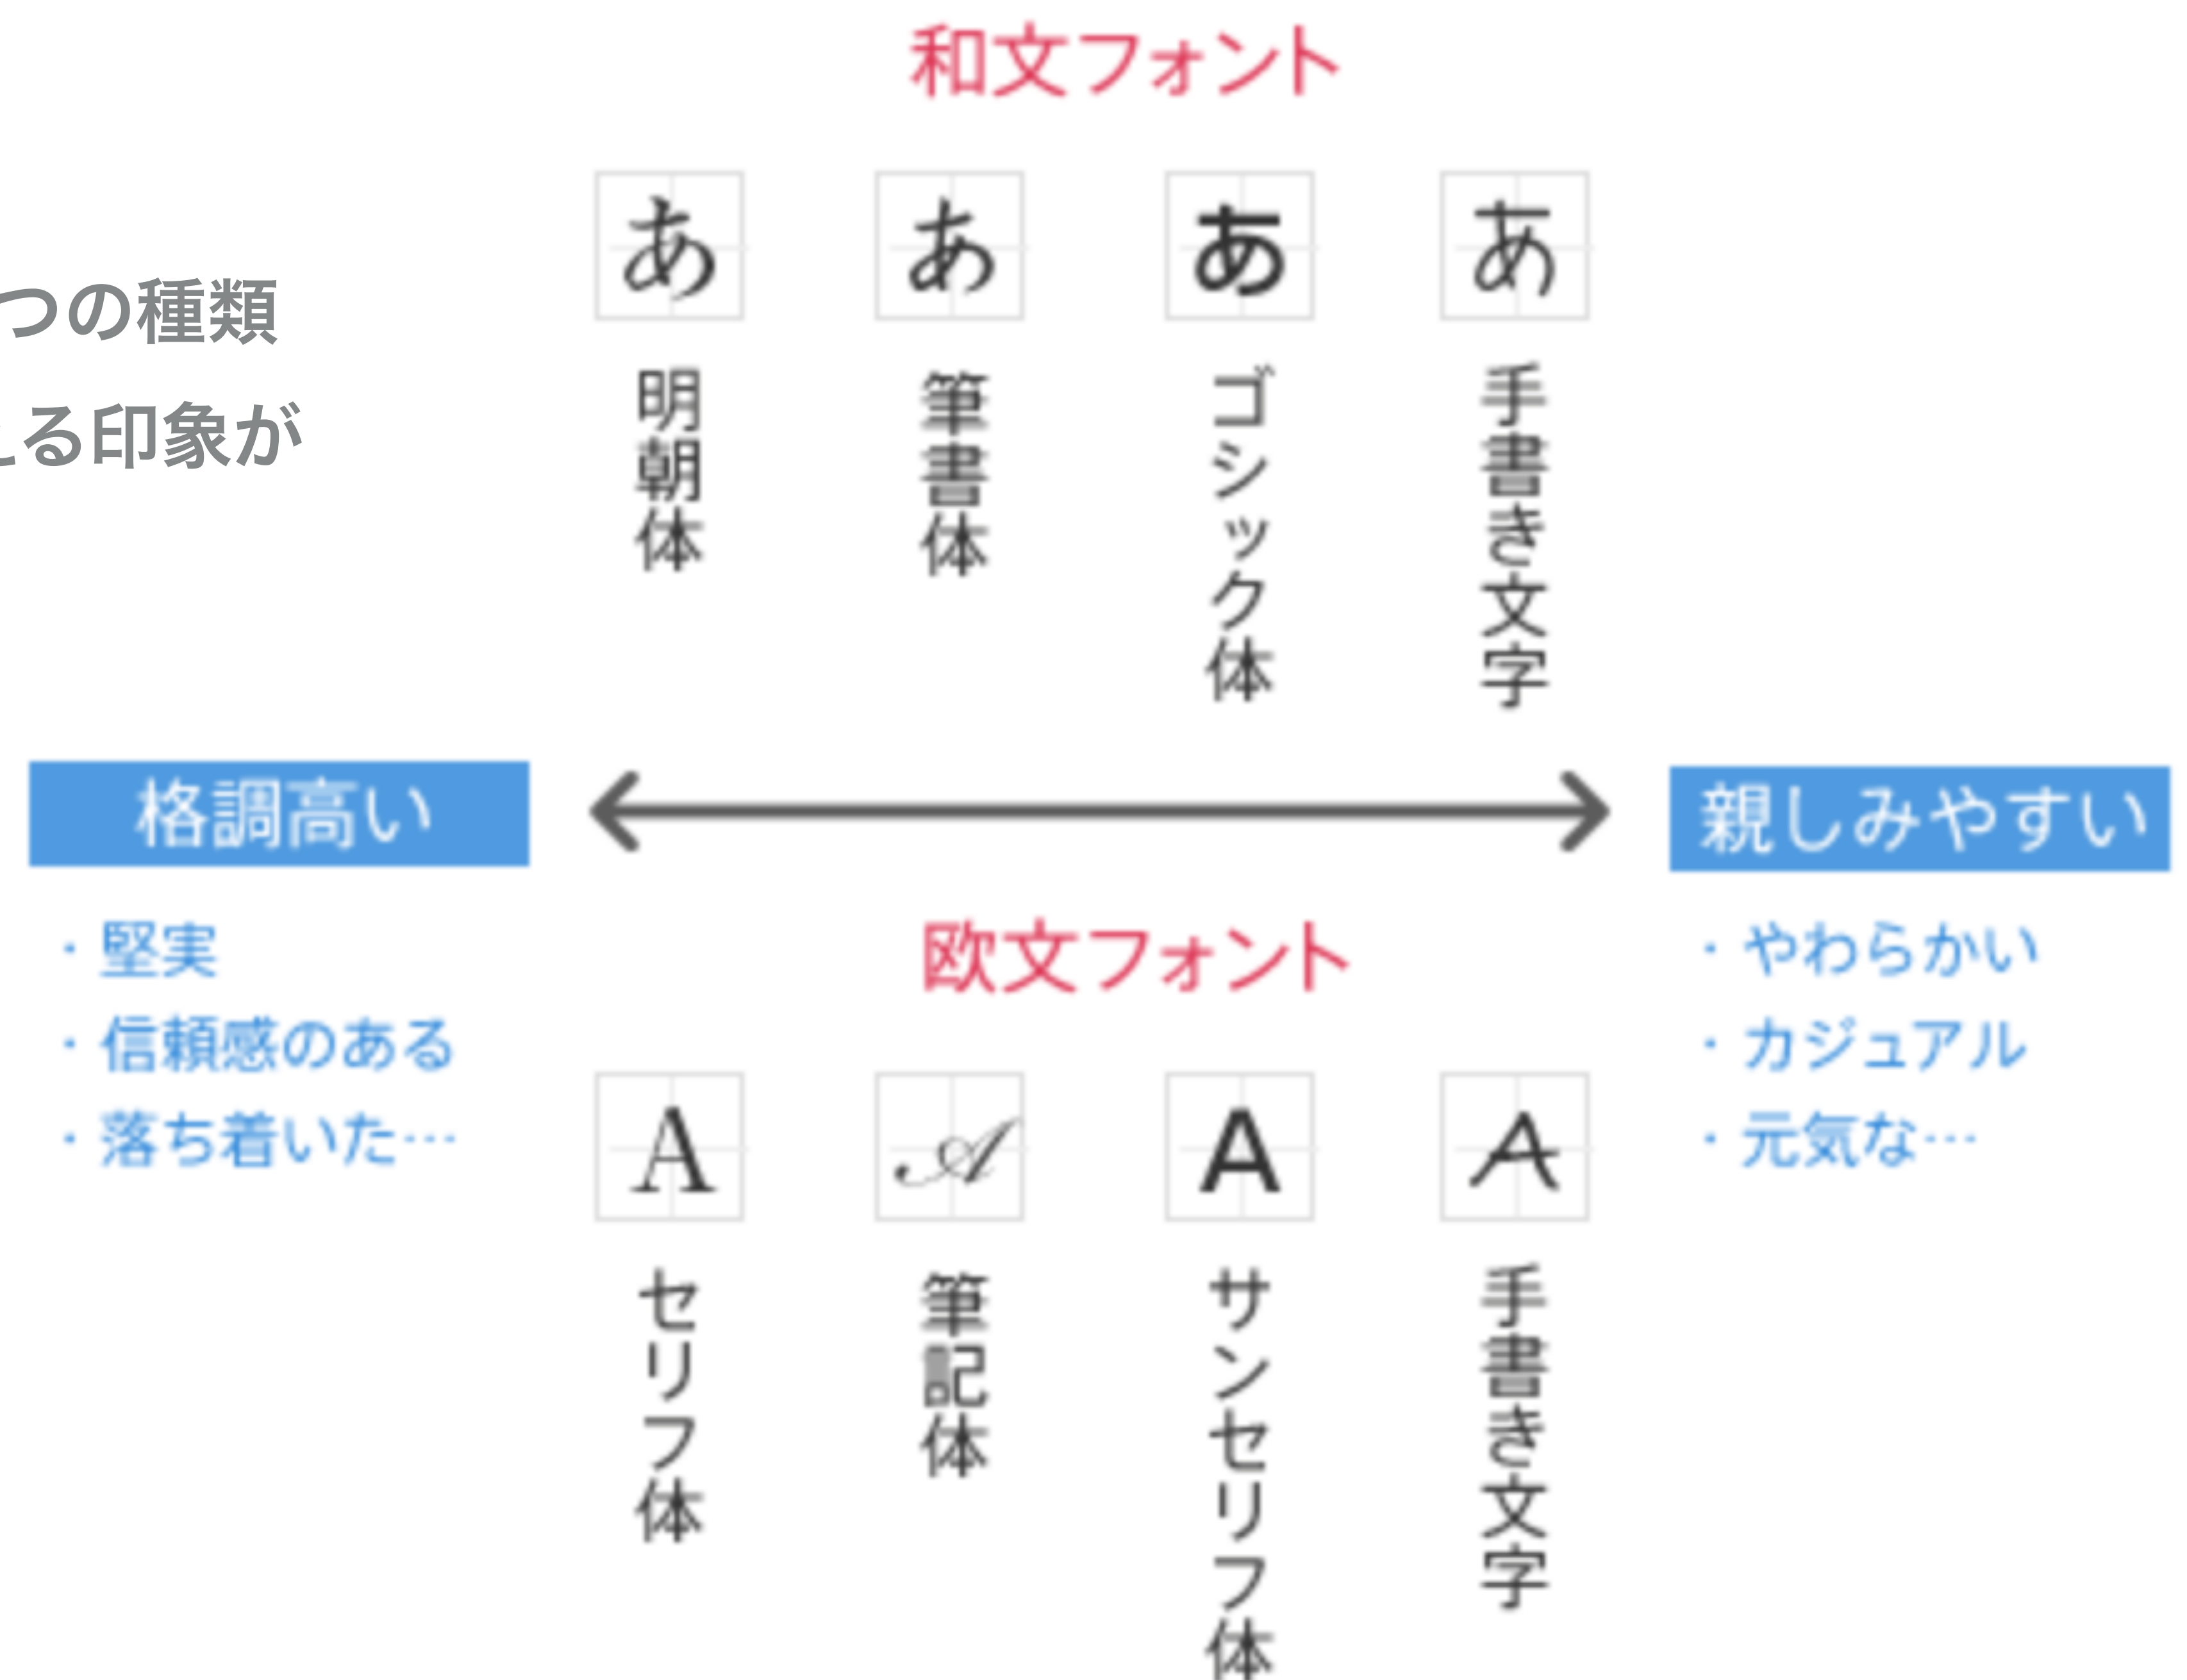 和文フォント
つの種類
る印象が
あ
あ
あ
あ
明朝体
筆書体
ゴシック体
手書き文字
格調高い
親しみやすい
・堅実
・信頼感のある
・落ち着いた…
・やわらかい
・カジュアル
・元気な…
欧文フォント
A
A
A
A
セリフ体
筆記体
サンセリフ体
手書き文字